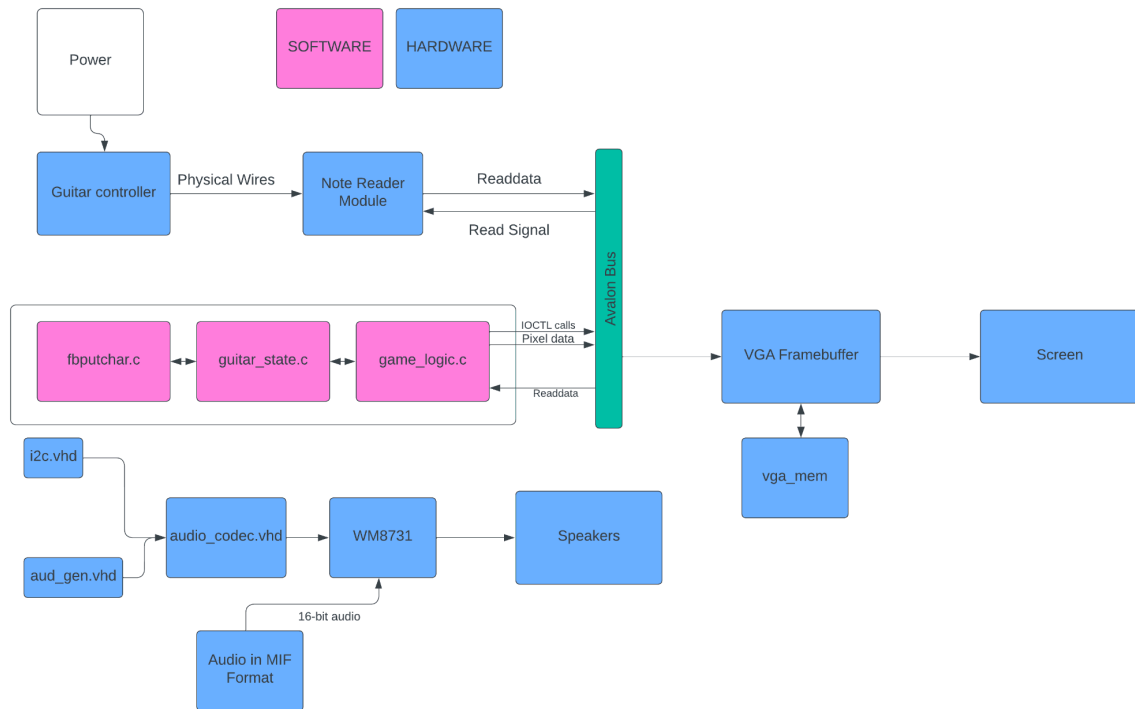 Power
SOFTWARE
HARDWARE
Guitar controller
Physical Wires
Note Reader
Module
Readdata
Read Signal
Avalon Bus
fbputchar.c
guitar_state.c
game_logic.c
IOCTL calls
Pixel data
Readdata
VGA Framebuffer
Screen
vga_mem
i2c.vhd
aud_gen.vhd
audio_codec.vhd
WM8731
Speakers
16-bit audio
Audio in MIF
Format